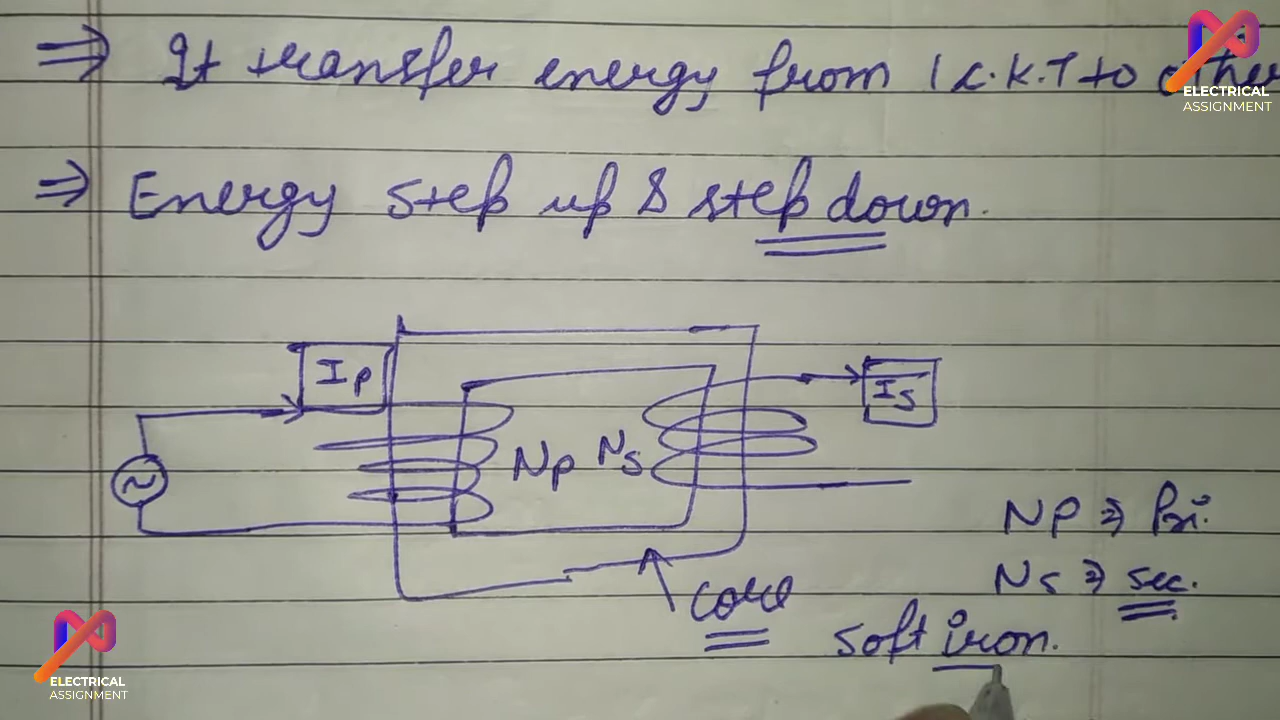 ⇒ It transfer energy from 1 c.K.T to other
ELECTRICAL
ASSIGNMENT
⇒ Energy step up & step down.
IP
IS
NP NS
NP ⇒ Pri.
NS ⇒ sec.
core
soft iron.
ELECTRICAL
ASSIGNMENT